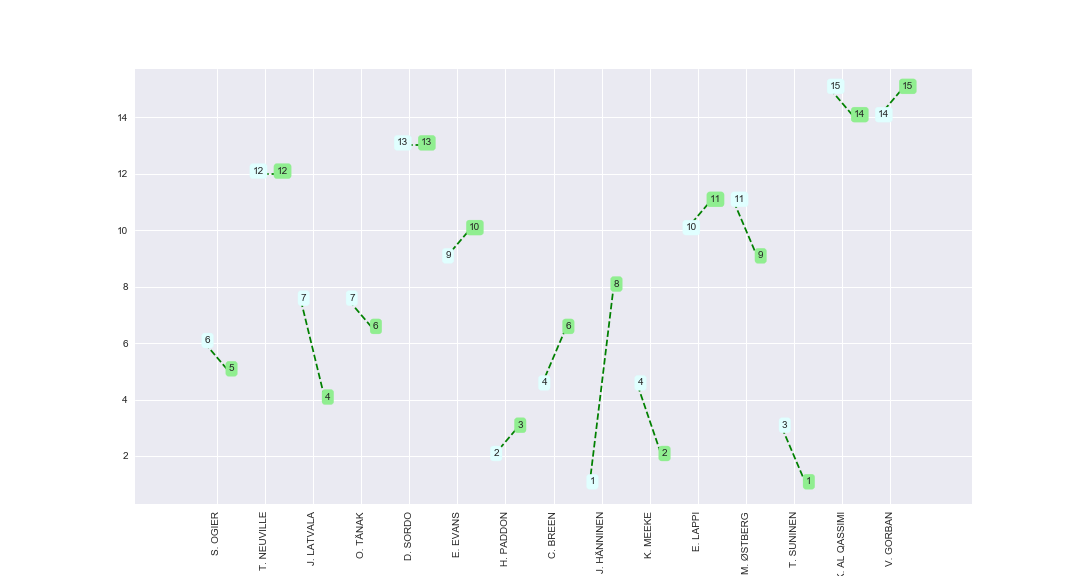 15 15
14 14 14
13 13
12 12 12
11 11
10 10 10
9 9
8 8
7 7
6 6 6 6
5
4 4 4 4
3 3
2 2 2
1 1
S. OGIER
T. NEUVILLE
J. LATVALA
O. TÄNAK
D. SORDO
E. EVANS
H. PADDON
C. BREEN
J. HÄNNINEN
K. MEEKE
E. LAPPI
M. ØSTBERG
T. SUNINEN
. AL QASSIMI
V. GORBAN